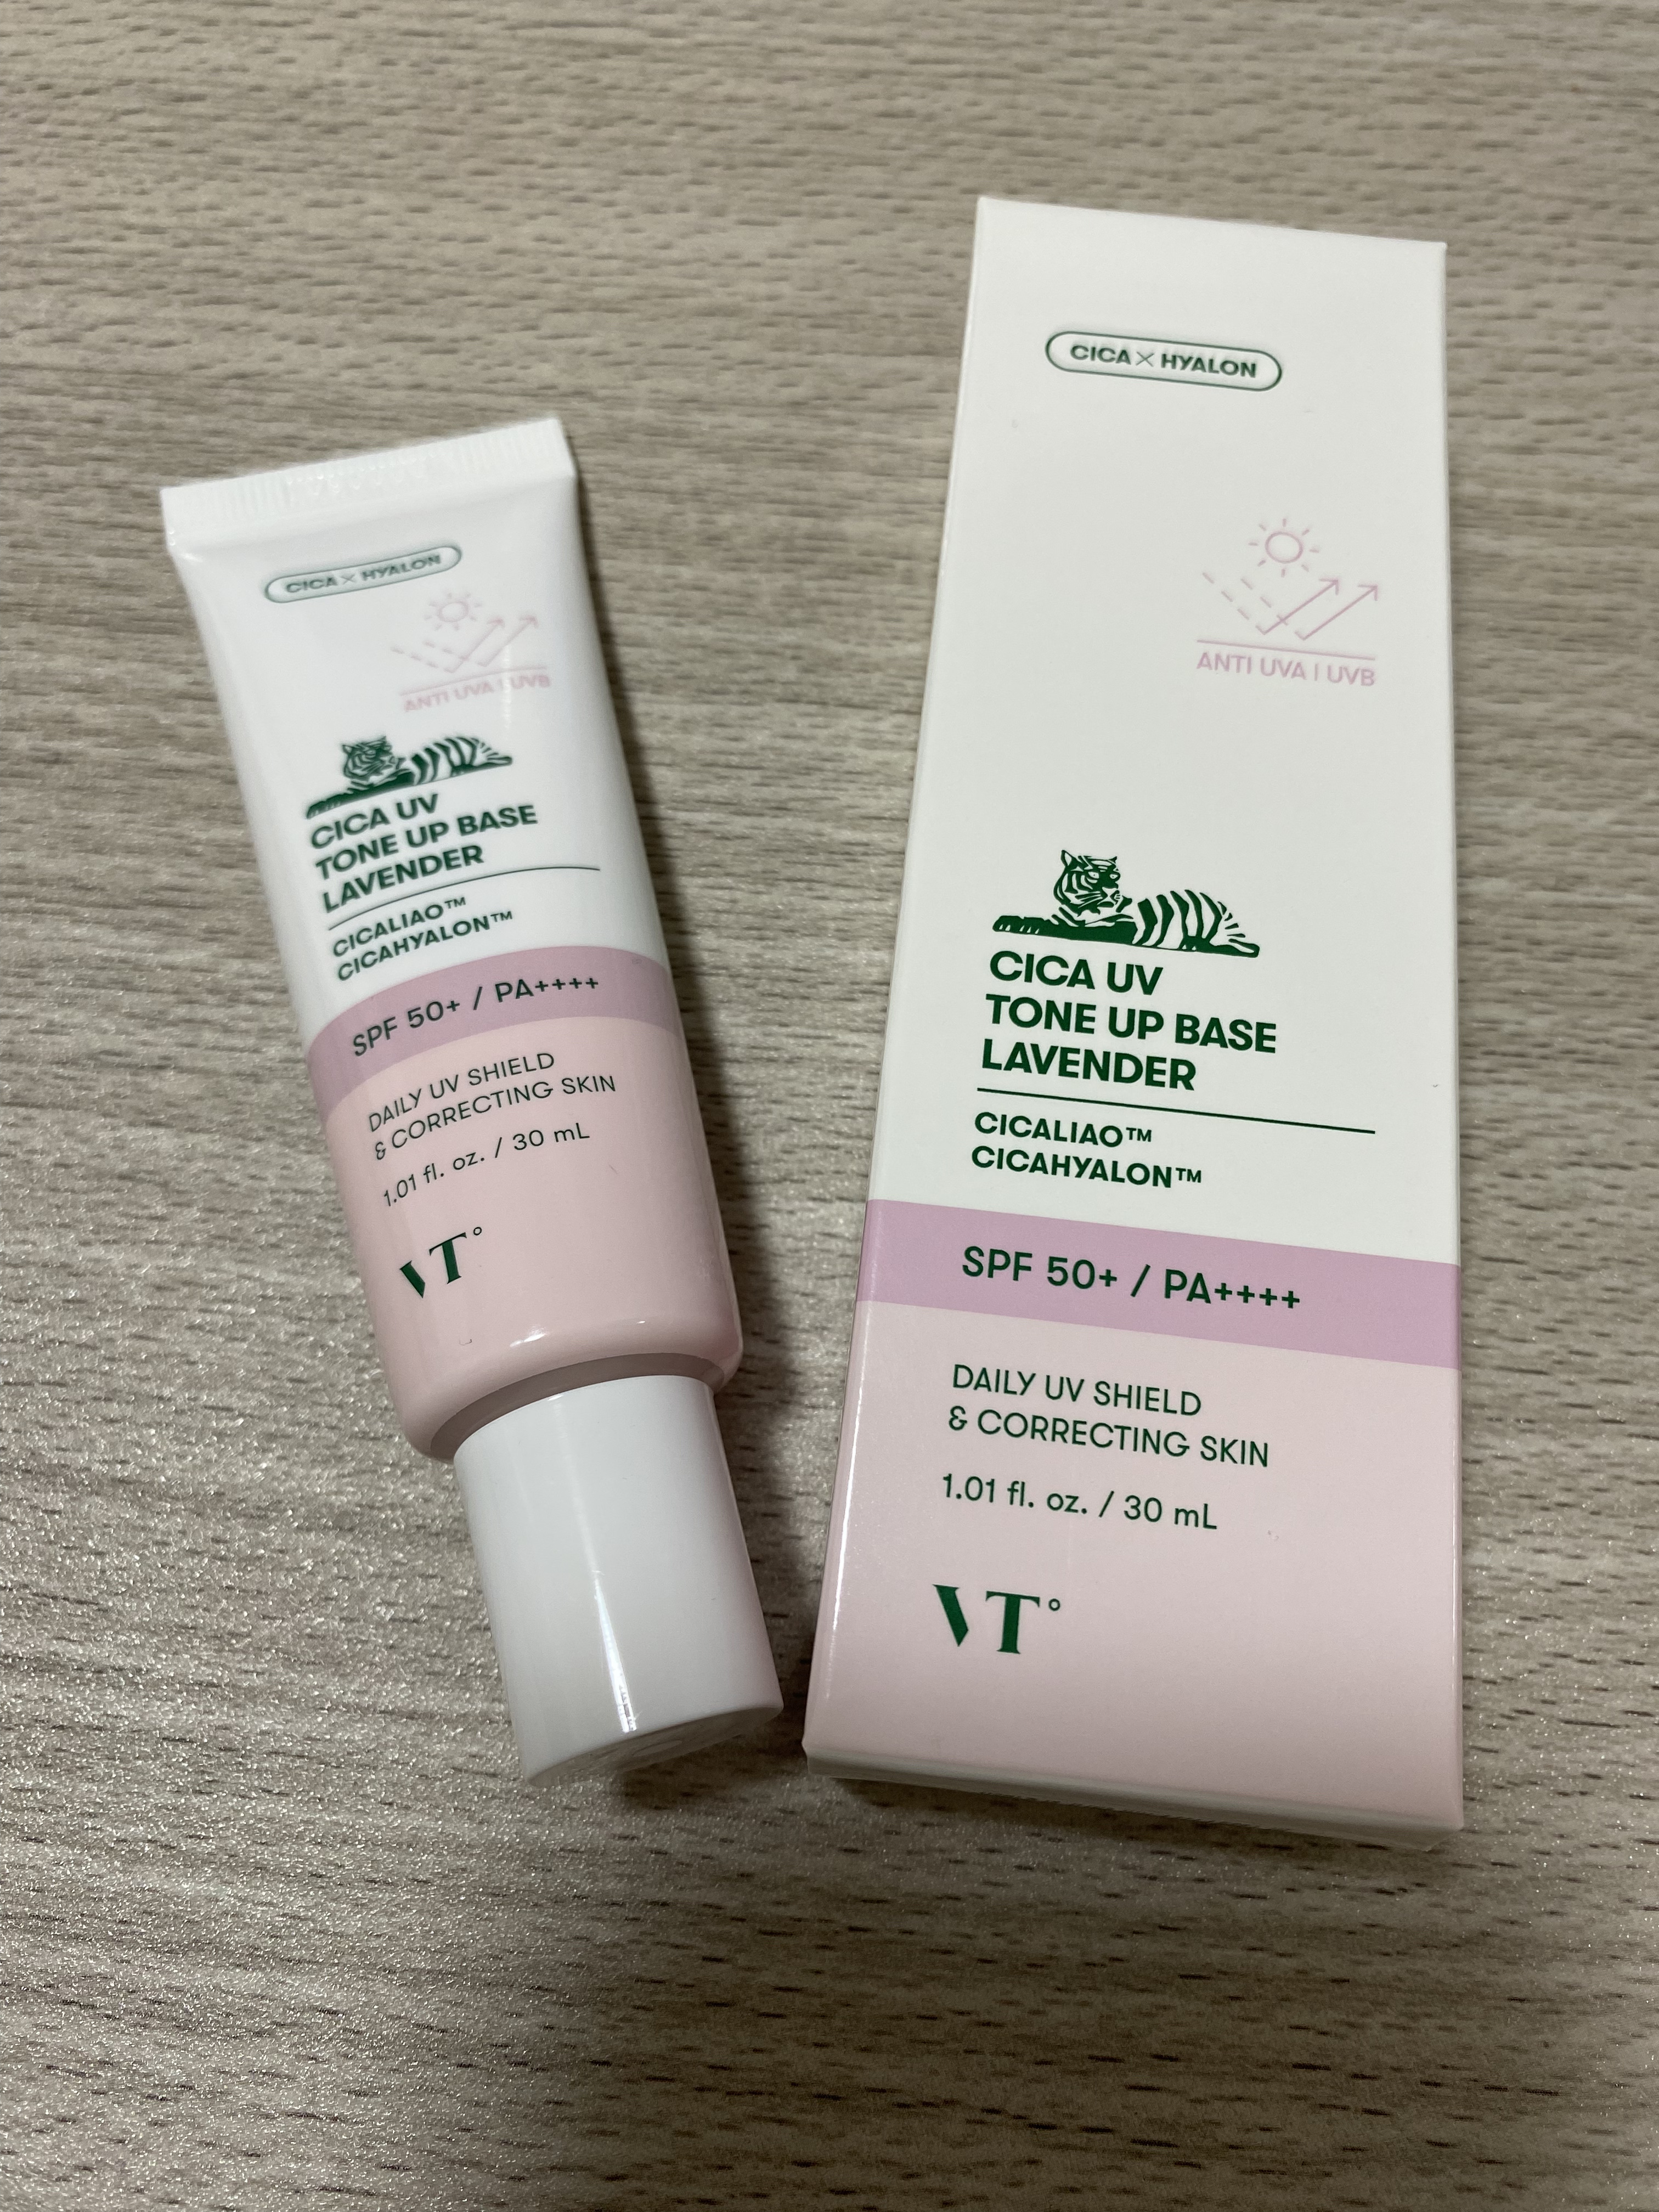 CICA × HYALON
ANTI UVA | UVB
CICA UV
TONE UP BASE
LAVENDER
CICALIAO™
CICAHYALON™
SPF 50+ / PA++++
DAILY UV SHIELD
& CORRECTING SKIN
1.01 fl. oz. / 30 mL
VT°
CICA × HYALON
ANTI UVA | UVB
CICA UV
TONE UP BASE
LAVENDER
CICALIAO™
CICAHYALON™
SPF 50+ / PA++++
DAILY UV SHIELD
& CORRECTING SKIN
1.01 fl. oz. / 30 mL
VT°